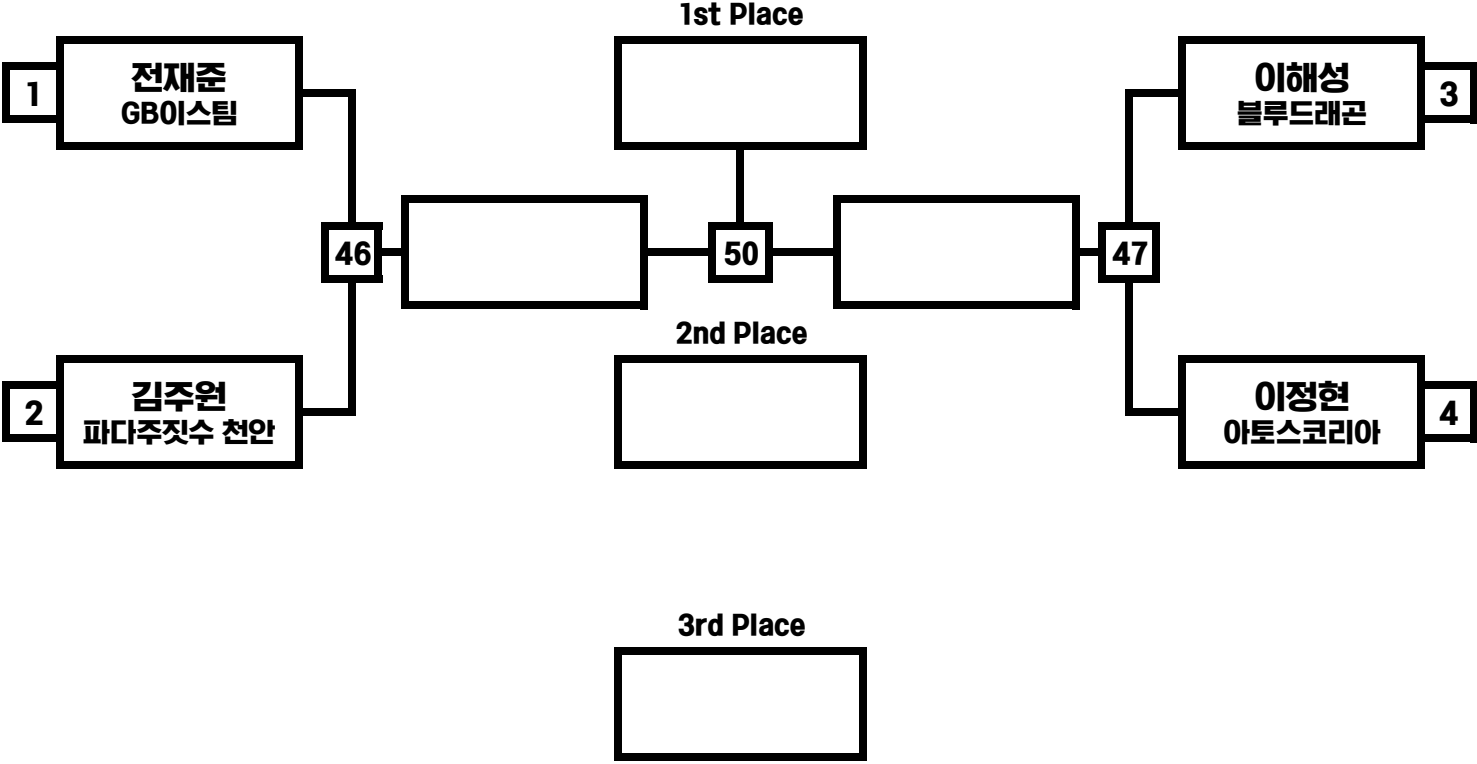 1st Place
1
전재준
GB이스팀
이해성
블루드래곤
3
46
50
47
2nd Place
2
김주원
파다주짓수 천안
이정현
아토스코리아
4
3rd Place